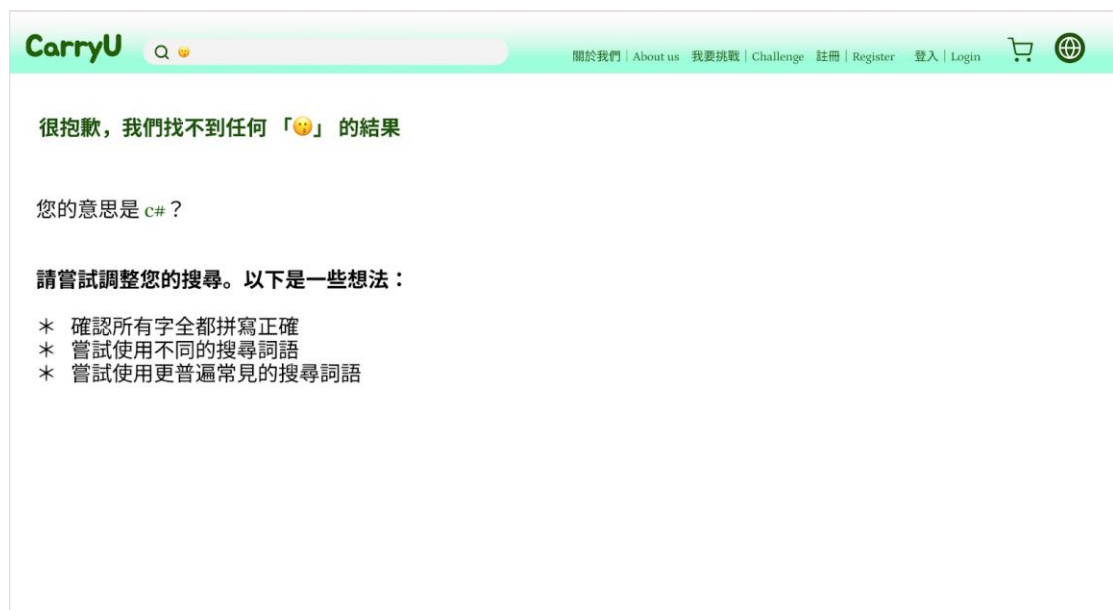 CarryU
😗
關於我們|About us 我要挑戰|Challenge 註冊|Register 登入|Login
很抱歉，我們找不到任何 「😗」 的結果
您的意思是 c#？
請嘗試調整您的搜尋。以下是一些想法：
＊ 確認所有字全都拼寫正確
＊ 嘗試使用不同的搜尋詞語
＊ 嘗試使用更普遍常見的搜尋詞語